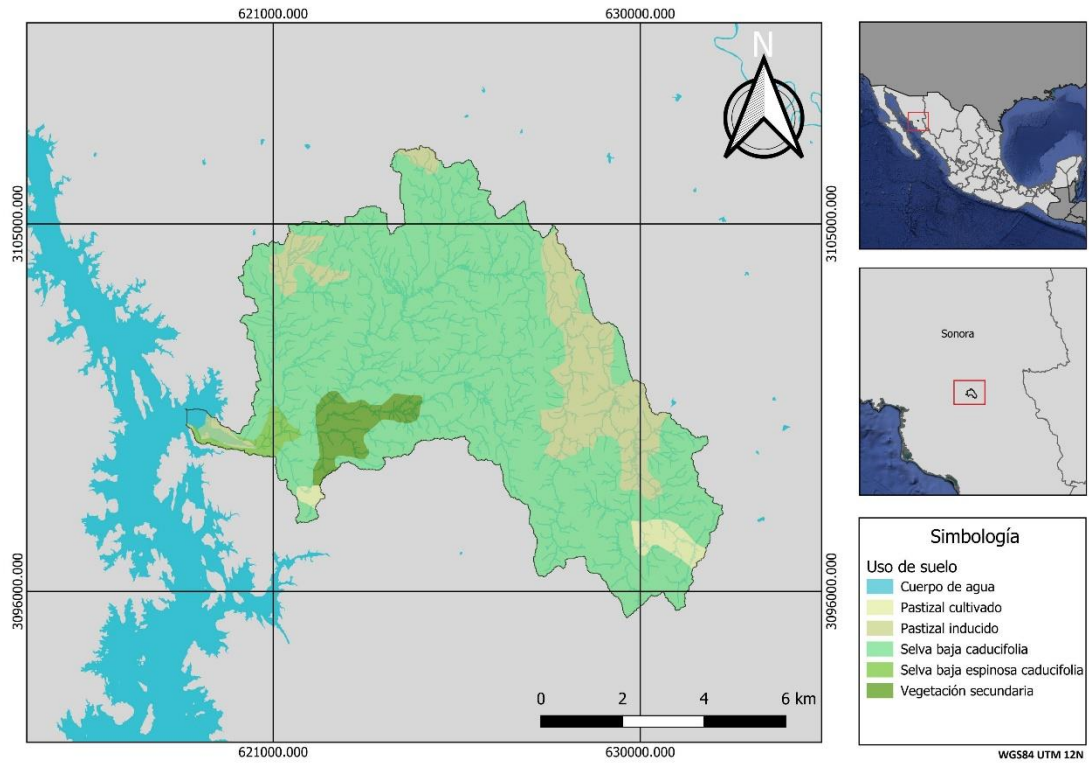 621000.000
630000.000
N
3105000.000
3105000.000
3096000.000
3096000.000
0 2 4 6 km
621000.000
630000.000
Sonora
Simbología
Uso de suelo
Cuerpo de agua
Pastizal cultivado
Pastizal inducido
Selva baja caducifolia
Selva baja espinosa caducifolia
Vegetación secundaria
WGS84 UTM 12N